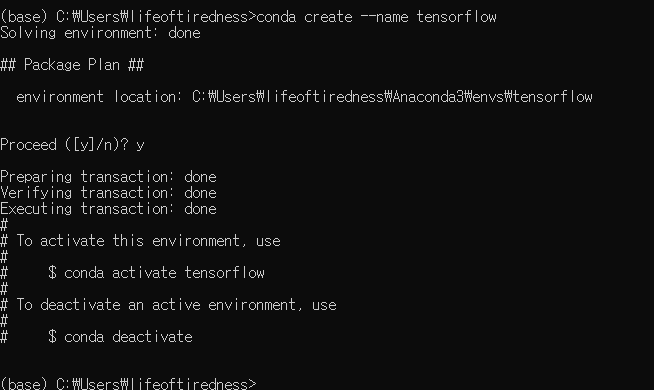 (base) C:₩Users₩lifeoftiredness>conda create --name tensorflow
Solving environment: done
## Package Plan ##
environment location: C:₩Users₩lifeoftiredness₩Anaconda3₩envs₩tensorflow
Proceed ([y]/n)? y
Preparing transaction: done
Verifying transaction: done
Executing transaction: done
#
# To activate this environment, use
#
#     $ conda activate tensorflow
#
# To deactivate an active environment, use
#
#     $ conda deactivate
(base) C:₩Users₩lifeoftiredness>